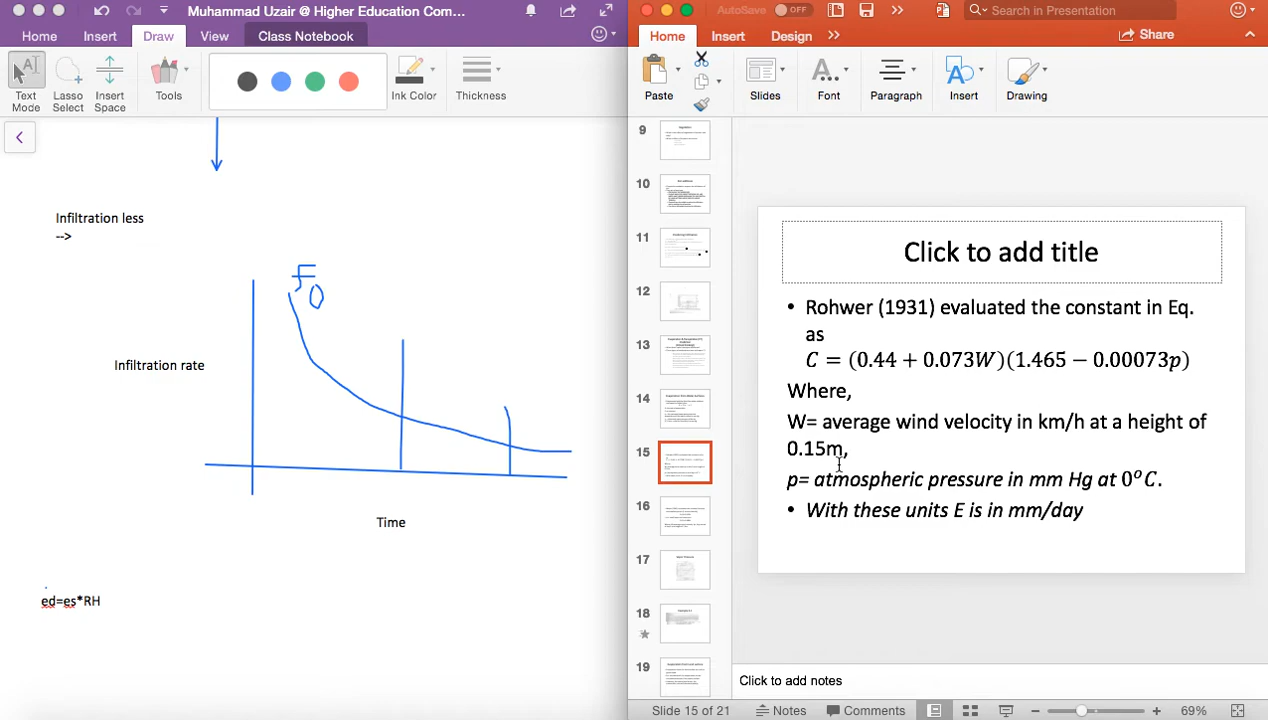 Muhammad Uzair @ Higher Education Com...
Home Insert Draw View Class Notebook
Text Mode
Lasso Select
Insert Space
Tools
Ink Color
Thickness
Infiltration less
-->
F0
Infiltration rate
Time
ed=es*RH
AutoSave OFF
Search in Presentation
Home Insert Design Share
Paste Slides Font Paragraph Insert Drawing
9
10
11
12
13
14
15
16
17
18
19
Click to add title
• Rohwer (1931) evaluated the constant in Eq.
as
C = (0.44 + 0.073W)(1.465 − 0.00073p)
Where,
W= average wind velocity in km/h at a height of
0.15m,
p= atmospheric pressure in mm Hg at 0°C.
• With these units E is in mm/day
Click to add notes
Slide 15 of 21 Notes Comments 69%